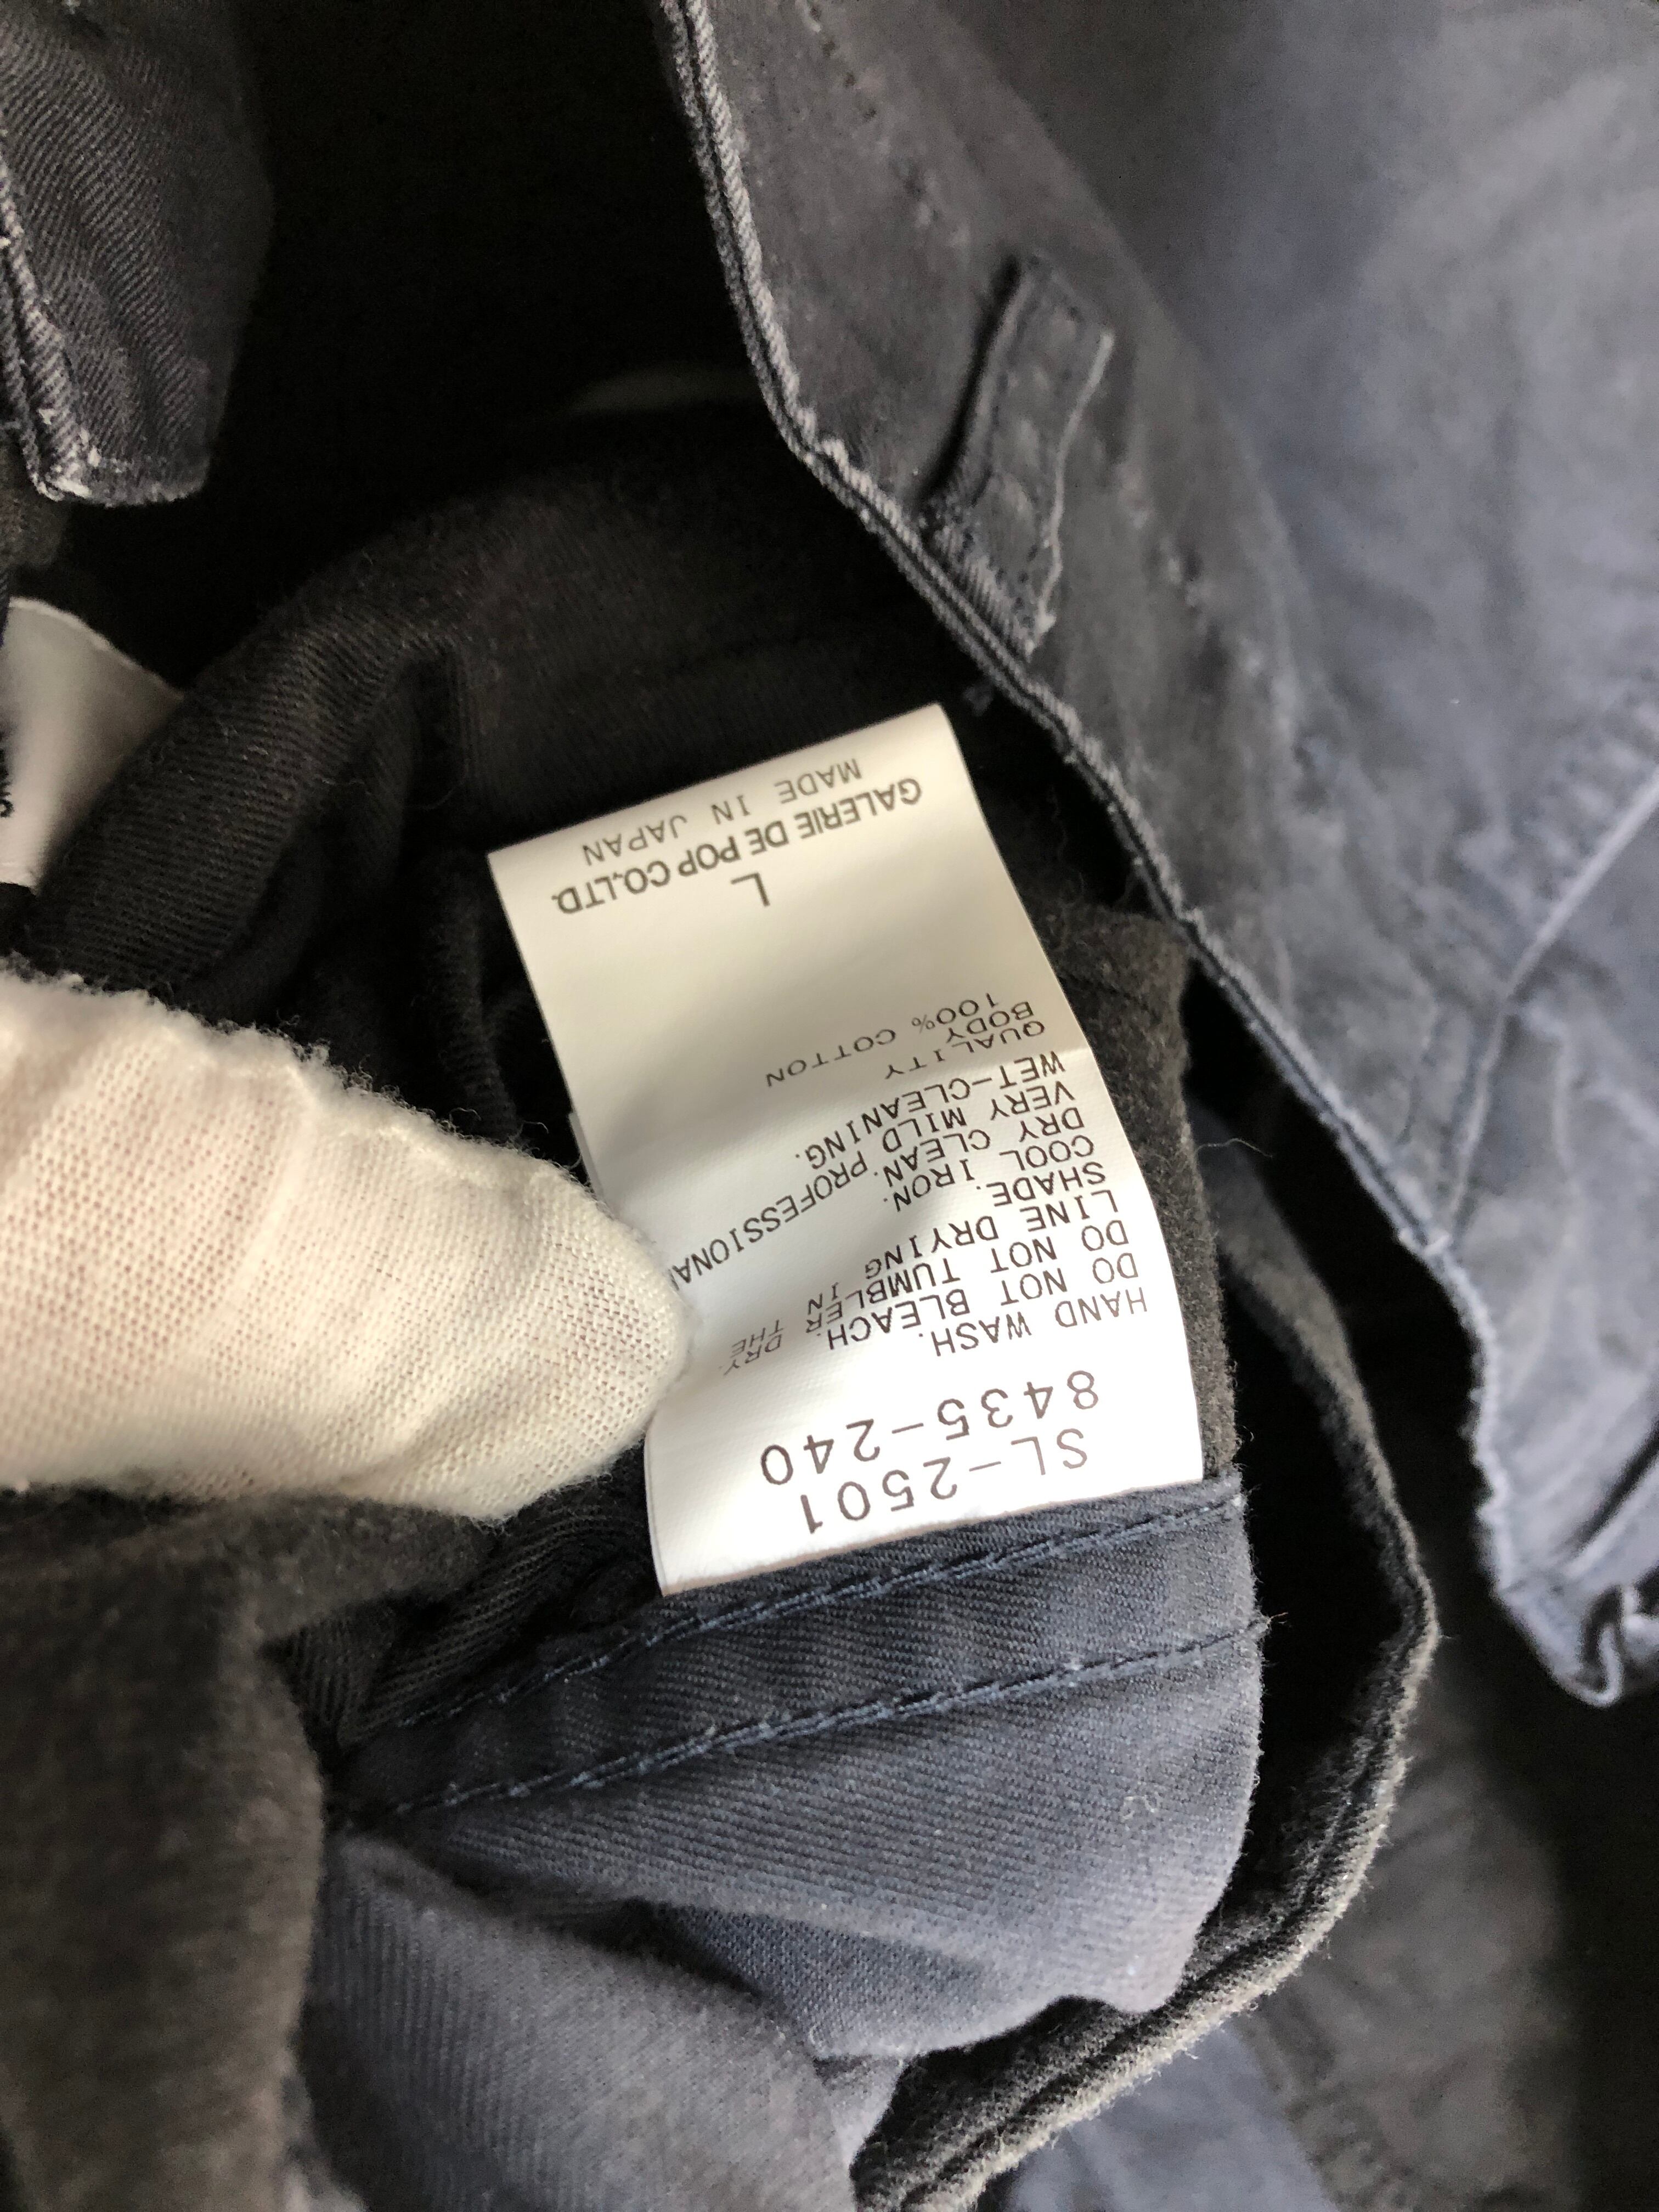 SL-2501
8435-240
HAND WASH.
DO NOT BLEACH.
DO NOT TUMBLER DRY.
LINE DRYING IN THE
SHADE.
COOL IRON.
DRY CLEAN.
VERY MILD PROFESSIONAL
WET-CLEANING.
QUALITY
BODY
100% COTTON
L
GALERIE DE POP CO.,LTD.
MADE IN JAPAN